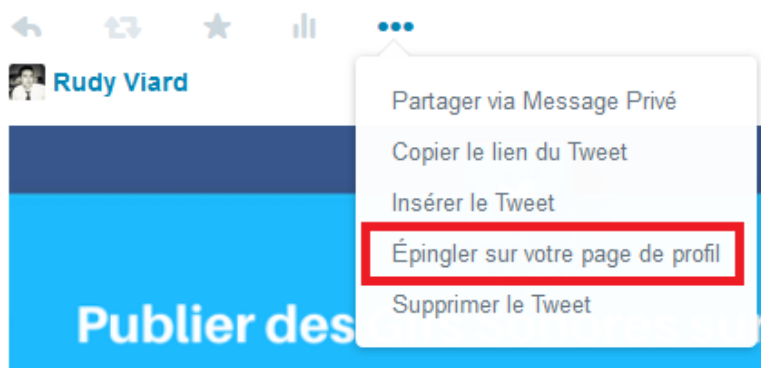 Rudy Viard
Partager via Message Privé
Copier le lien du Tweet
Insérer le Tweet
Épingler sur votre page de profil
Supprimer le Tweet
Publier des